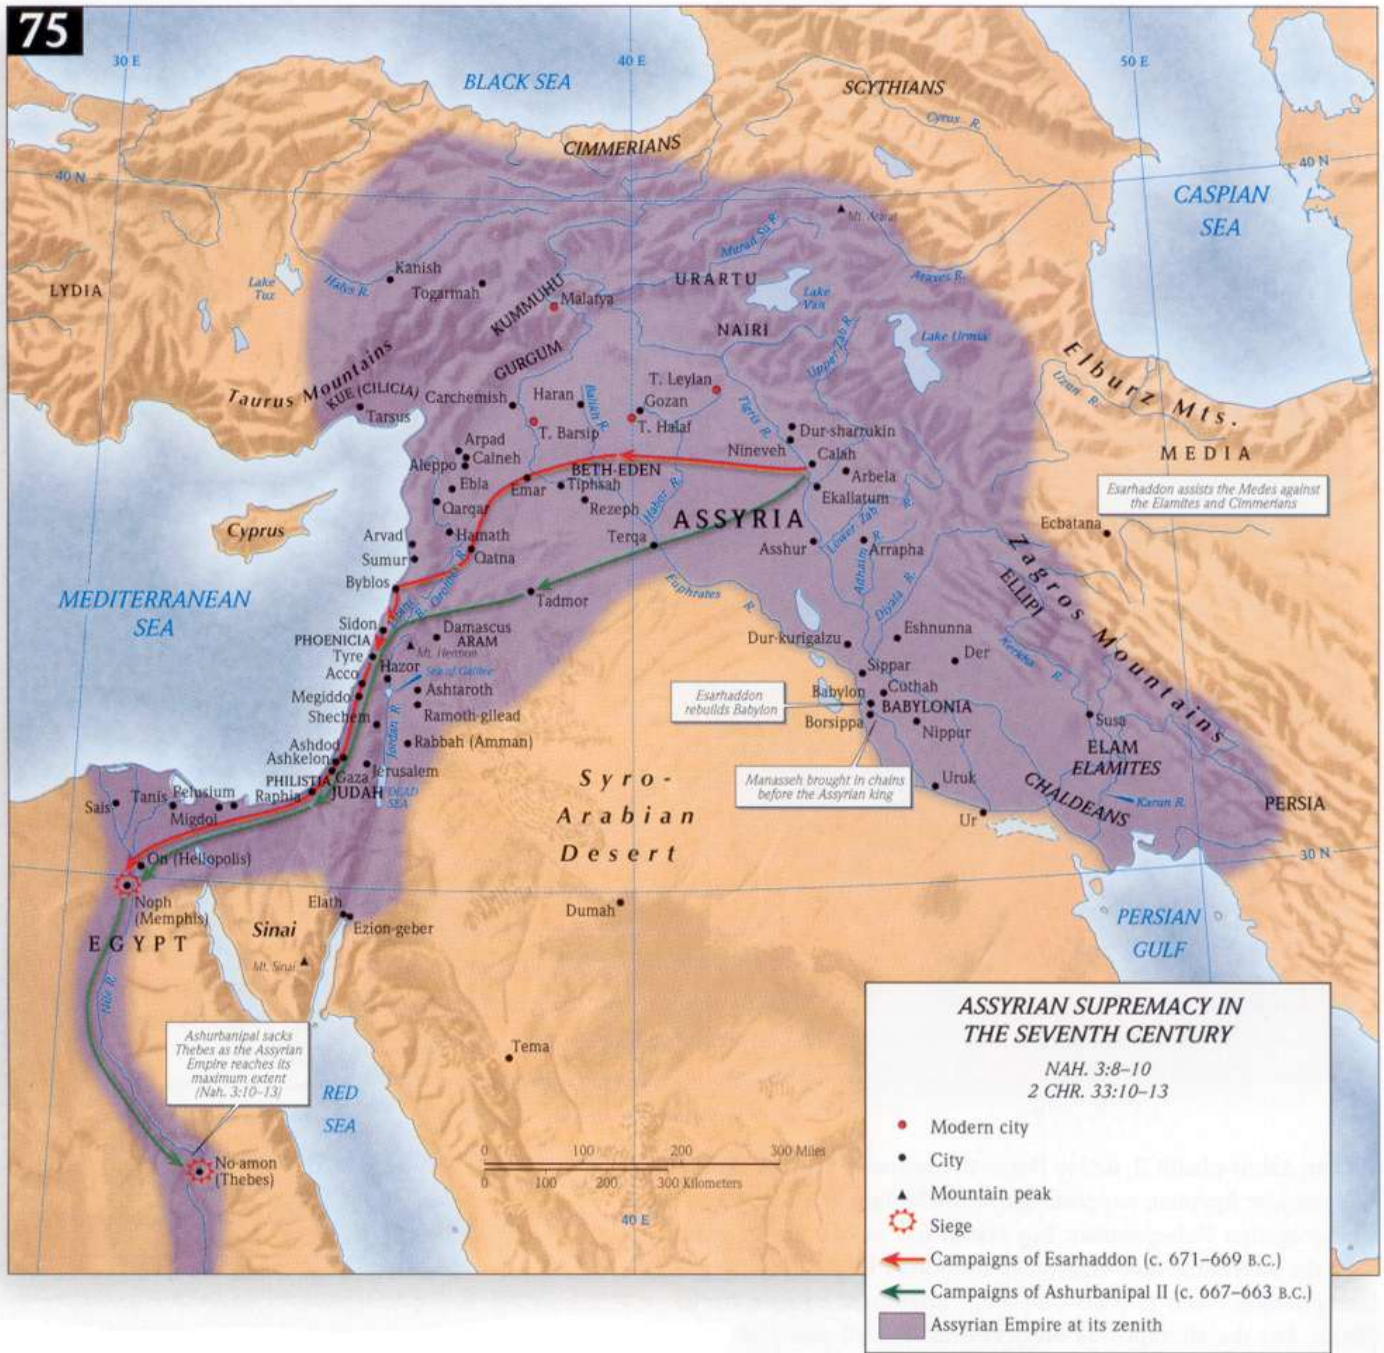 75
30 E
40 E
50 E
BLACK SEA
SCYTHIANS
Cyrus R.
CIMMERIANS
40 N
40 N
CASPIAN
SEA
Mt. Ararat
Murad Su R.
Araxes R.
LYDIA
Lake
Tuz
Halys R.
Kanish
Togarmah
KUMMUHU
Malatya
URARTU
Lake
Van
NAIRI
Upper Zab R.
Lake Urmia
Elburz Mts.
Uzun R.
GURGUM
Taurus Mountains
KUE (CILICIA)
Tarsus
Carchemish
Haran
Balikh R.
T. Leylan
Gozan
T. Barsip
T. Halaf
Tigris R.
Dur-sharrukin
Nineveh
Calah
MEDIA
Arpad
Calneh
Aleppo
BETH-EDEN
Arbela
Ebla
Emar
Tiphsah
Ekallatum
Esarhaddon assists the Medes against
the Elamites and Cimmerians
Qarqar
Rezeph
Habor R.
ASSYRIA
Lower Zab R.
Ecbatana
Cyprus
Arvad
Hamath
Terqa
Asshur
Arrapha
Zagros Mountains
Sumur
Qatna
Orontes R.
Adhaim R.
Diyala R.
ELLIPI
Byblos
Euphrates R.
MEDITERRANEAN
SEA
Tadmor
Sidon
PHOENICIA
Damascus
ARAM
Mt. Hermon
Dur-kurigalzu
Eshnunna
Kerkha R.
Tyre
Hazor
Sea of Galilee
Der
Acco
Ashtaroth
Sippar
Megiddo
Ramoth-gilead
Esarhaddon
rebuilds Babylon
Babylon
Cuthah
BABYLONIA
Shechem
Jordan R.
Borsippa
Nippur
Susa
Ashdod
Rabbah (Amman)
ELAM
ELAMITES
Ashkelon
Jerusalem
PHILISTIA
Gaza
Syro-
Arabian
Desert
Manasseh brought in chains
before the Assyrian king
Uruk
CHALDEANS
Karun R.
PERSIA
Raphia
JUDAH
DEAD
SEA
Sais
Tanis
Pelusium
Migdol
Ur
30 N
On (Heliopolis)
Noph
(Memphis)
Elath
Dumah
EGYPT
Sinai
Ezion-geber
PERSIAN
GULF
Mt. Sinai
Nile R.
Ashurbanipal sacks
Thebes as the Assyrian
Empire reaches its
maximum extent
(Nah. 3:10–13)
Tema
RED
SEA
No-amon
(Thebes)
0 100 200 300 Miles
0 100 200 300 Kilometers
40 E
ASSYRIAN SUPREMACY IN
THE SEVENTH CENTURY
NAH. 3:8–10
2 CHR. 33:10–13
Modern city
City
Mountain peak
Siege
Campaigns of Esarhaddon (c. 671–669 B.C.)
Campaigns of Ashurbanipal II (c. 667–663 B.C.)
Assyrian Empire at its zenith